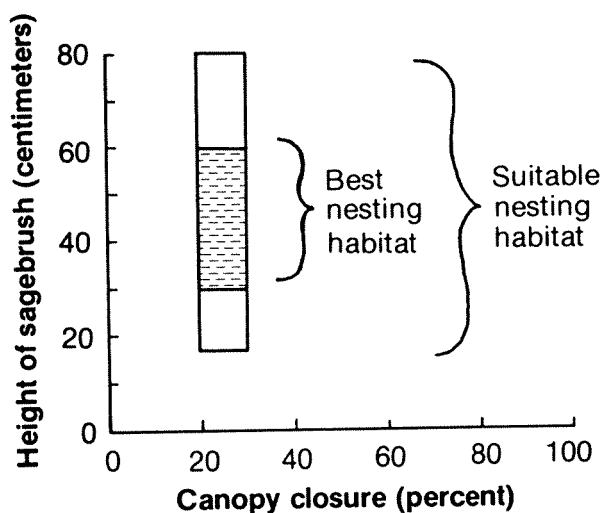 Height of sagebrush (centimeters)
80
60
40
20
0
Best
nesting
habitat
Suitable
nesting
habitat
0 20 40 60 80 100
Canopy closure (percent)